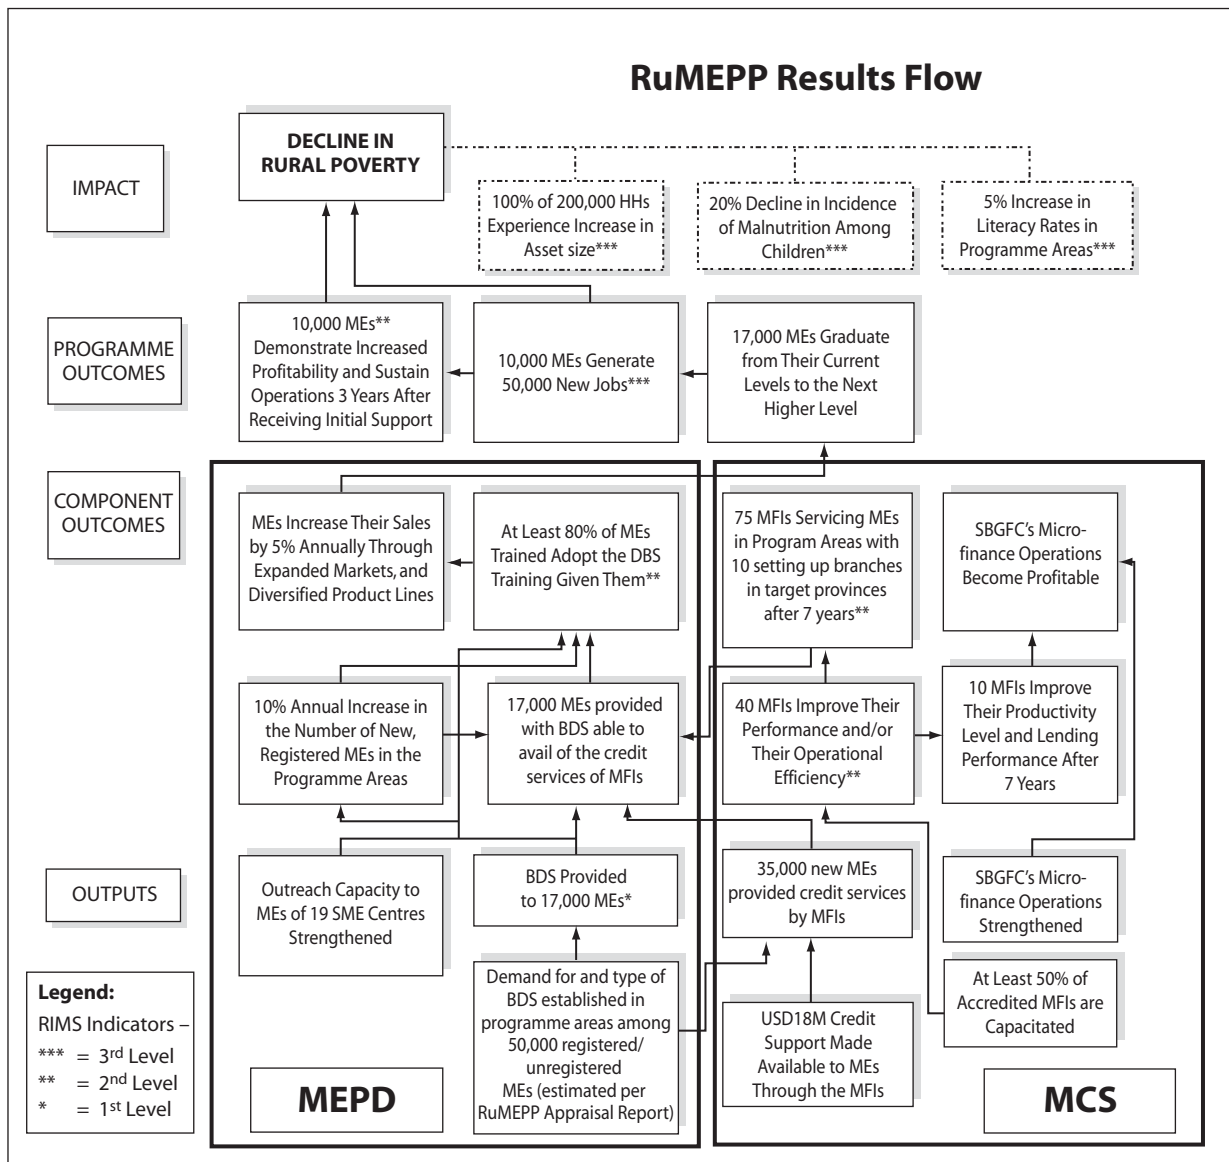 RuMEPP Results Flow
IMPACT
DECLINE IN
RURAL POVERTY
100% of 200,000 HHs
Experience Increase in
Asset size***
20% Decline in Incidence
of Malnutrition Among
Children***
5% Increase in
Literacy Rates in
Programme Areas***
PROGRAMME
OUTCOMES
10,000 MEs**
Demonstrate Increased
Profitability and Sustain
Operations 3 Years After
Receiving Initial Support
10,000 MEs Generate
50,000 New Jobs***
17,000 MEs Graduate
from Their Current
Levels to the Next
Higher Level
COMPONENT
OUTCOMES
MEs Increase Their Sales
by 5% Annually Through
Expanded Markets, and
Diversified Product Lines
At Least 80% of MEs
Trained Adopt the DBS
Training Given Them**
75 MFIs Servicing MEs
in Program Areas with
10 setting up branches
in target provinces
after 7 years**
SBGFC's Micro-
finance Operations
Become Profitable
10% Annual Increase in
the Number of New,
Registered MEs in the
Programme Areas
17,000 MEs provided
with BDS able to
avail of the credit
services of MFIs
40 MFIs Improve Their
Performance and/or
Their Operational
Efficiency**
10 MFIs Improve
Their Productivity
Level and Lending
Performance After
7 Years
OUTPUTS
Outreach Capacity to
MEs of 19 SME Centres
Strengthened
BDS Provided
to 17,000 MEs*
35,000 new MEs
provided credit services
by MFIs
SBGFC's Micro-
finance Operations
Strengthened
Demand for and type of
BDS established in
programme areas among
50,000 registered/
unregistered
MEs (estimated per
RuMEPP Appraisal Report)
USD18M Credit
Support Made
Available to MEs
Through the MFIs
At Least 50% of
Accredited MFIs are
Capacitated
Legend:
RIMS Indicators –
*** = 3rd Level
** = 2nd Level
* = 1st Level
MEPD
MCS